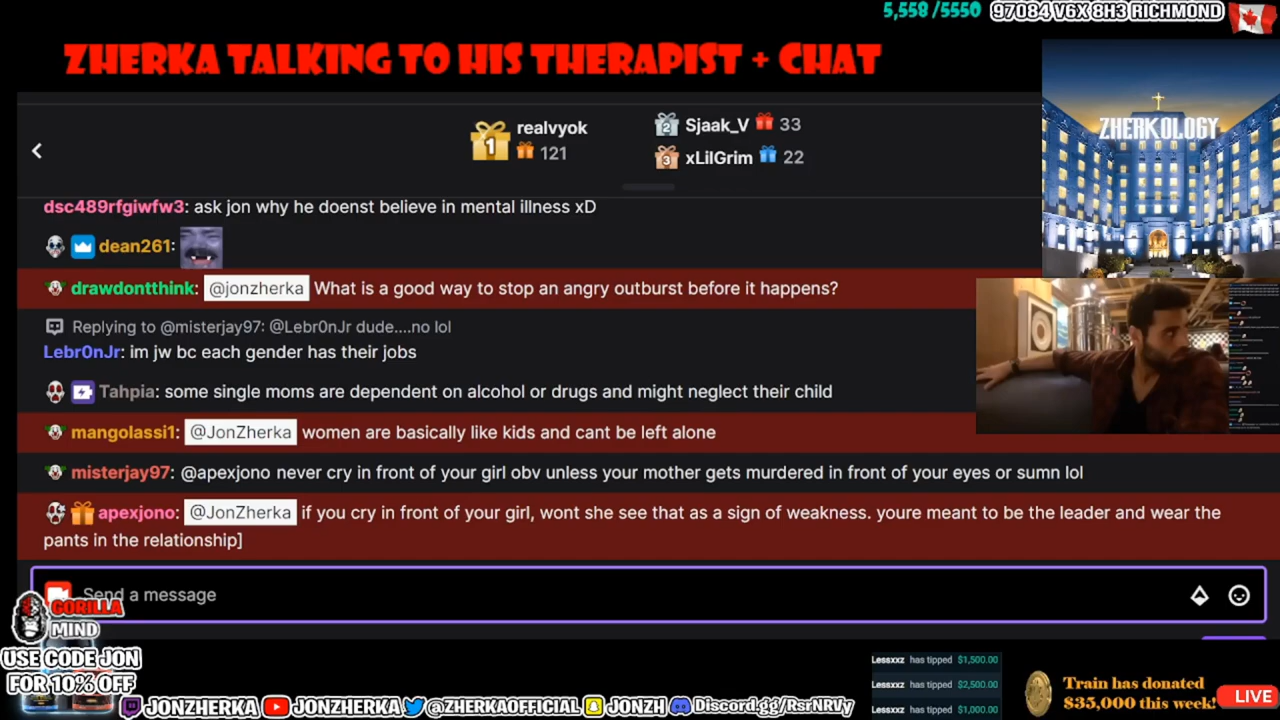 5,558 /5550
97084 V6X 8H3 RICHMOND
ZHERKA TALKING TO HIS THERAPIST + CHAT
ZHERKOLO6Y
1 realvyok
121
2 Sjaak_V 33
3 xLilGrim 22
dsc489rfgiwfw3: ask jon why he doenst believe in mental illness xD
dean261:
drawdontthink: @jonzherka What is a good way to stop an angry outburst before it happens?
Replying to @misterjay97: @Lebr0nJr dude....no lol
Lebr0nJr: im jw bc each gender has their jobs
Tahpia: some single moms are dependent on alcohol or drugs and might neglect their child
mangolassi1: @JonZherka women are basically like kids and cant be left alone
misterjay97: @apexjono never cry in front of your girl obv unless your mother gets murdered in front of your eyes or sumn lol
apexjono: @JonZherka if you cry in front of your girl, wont she see that as a sign of weakness. youre meant to be the leader and wear the
pants in the relationship]
Send a message
GORILLA
MIND
USE CODE JON
FOR 10% OFF
JONZHERKA JONZHERKA @ZHERKAOFFICIAL JONZH Discord.gg/RsrNRVy
Lessxxz has tipped $1,500.00
Lessxxz has tipped $2,500.00
Lessxxz has tipped $1,000.00
Train has donated
$35,000 this week!
LIVE